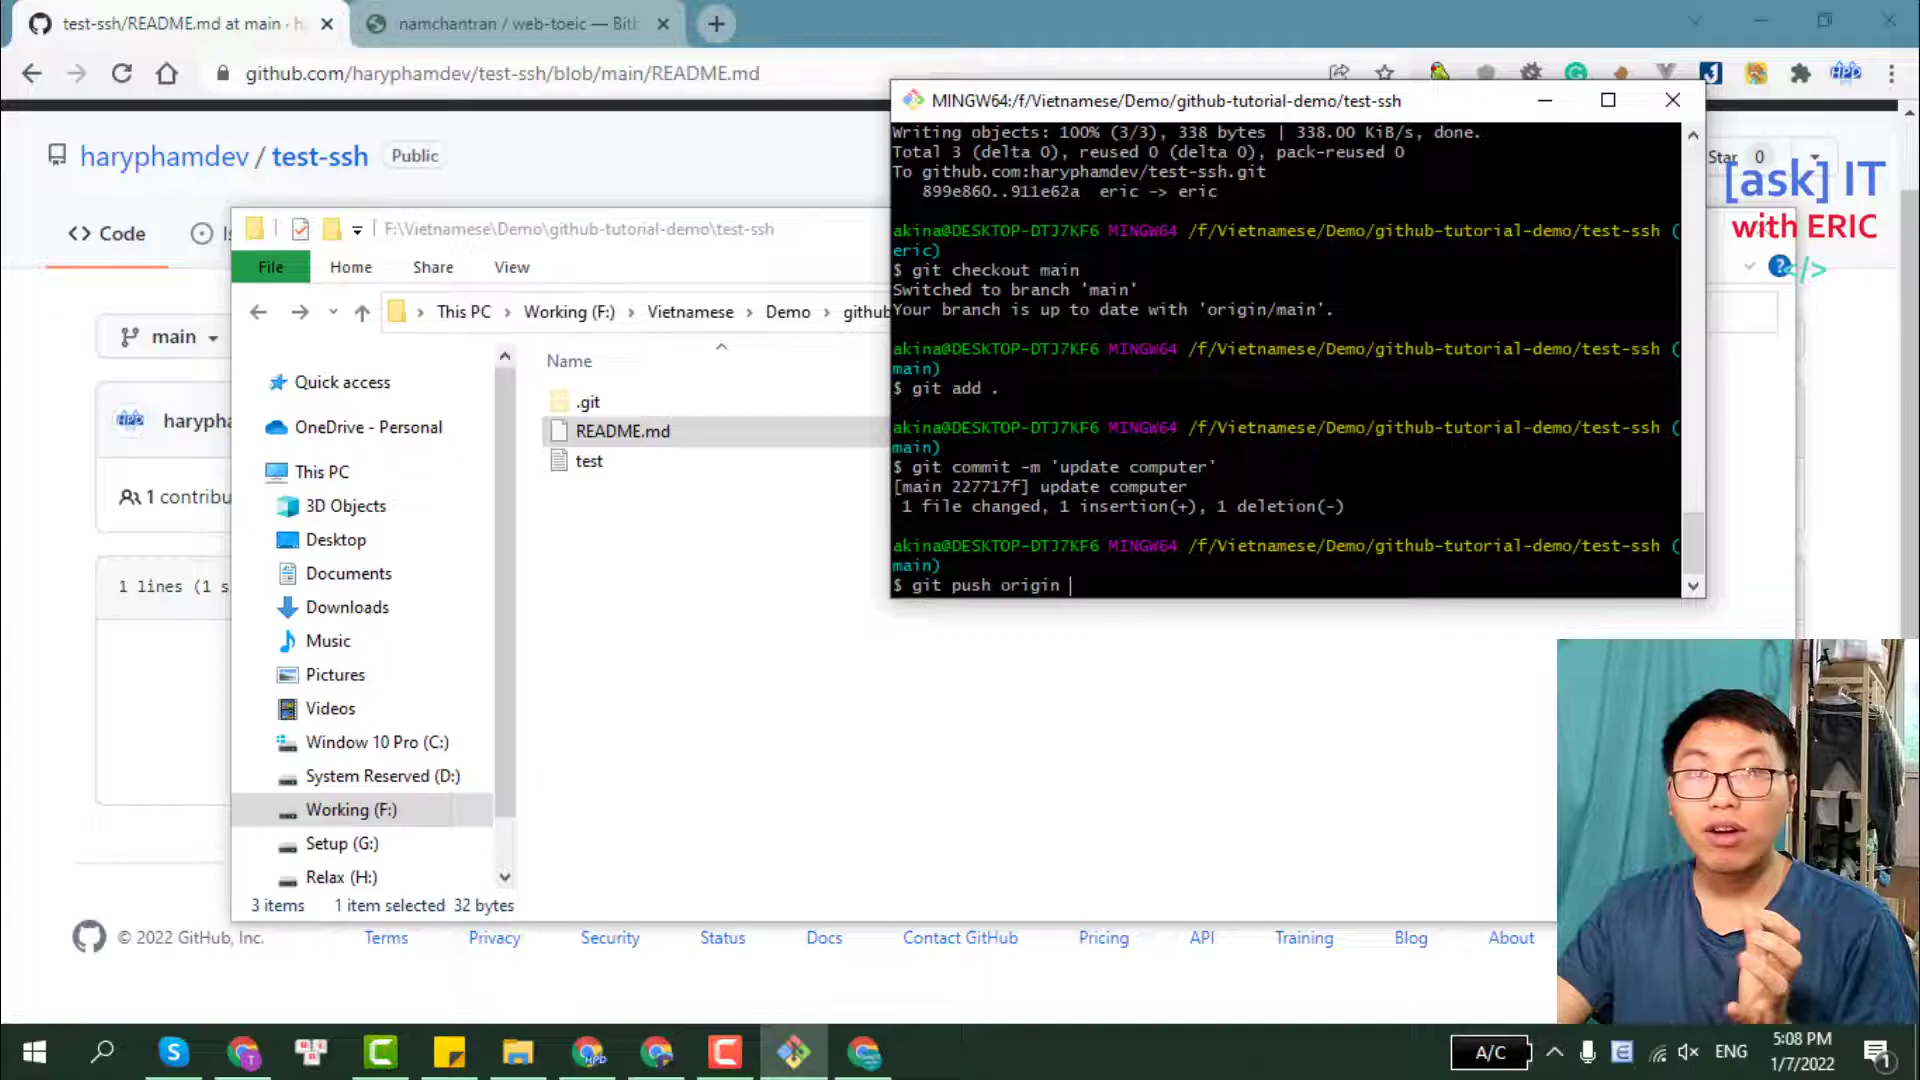 test-ssh/README.md at main · h
namchantran / web-toeic — Bitb
github.com/haryphamdev/test-ssh/blob/main/README.md
haryphamdev / test-ssh
Public
Star 0
[ask] IT
with ERIC
</>
Code
main
haryph
1 contribu
1 lines (1 s
F:\Vietnamese\Demo\github-tutorial-demo\test-ssh
File
Home
Share
View
This PC
Working (F:)
Vietnamese
Demo
github
Name
.git
README.md
test
Quick access
OneDrive - Personal
This PC
3D Objects
Desktop
Documents
Downloads
Music
Pictures
Videos
Window 10 Pro (C:)
System Reserved (D:)
Working (F:)
Setup (G:)
Relax (H:)
3 items
1 item selected
32 bytes
MINGW64:/f/Vietnamese/Demo/github-tutorial-demo/test-ssh
Writing objects: 100% (3/3), 338 bytes | 338.00 KiB/s, done.
Total 3 (delta 0), reused 0 (delta 0), pack-reused 0
To github.com:haryphamdev/test-ssh.git
899e860..911e62a eric -> eric
akina@DESKTOP-DTJ7KF6 MINGW64 /f/Vietnamese/Demo/github-tutorial-demo/test-ssh (
eric)
$ git checkout main
Switched to branch 'main'
Your branch is up to date with 'origin/main'.
akina@DESKTOP-DTJ7KF6 MINGW64 /f/Vietnamese/Demo/github-tutorial-demo/test-ssh (
main)
$ git add .
akina@DESKTOP-DTJ7KF6 MINGW64 /f/Vietnamese/Demo/github-tutorial-demo/test-ssh (
main)
$ git commit -m 'update computer'
[main 227717f] update computer
1 file changed, 1 insertion(+), 1 deletion(-)
akina@DESKTOP-DTJ7KF6 MINGW64 /f/Vietnamese/Demo/github-tutorial-demo/test-ssh (
main)
$ git push origin
© 2022 GitHub, Inc.
Terms
Privacy
Security
Status
Docs
Contact GitHub
Pricing
API
Training
Blog
About
A/C
ENG
5:08 PM
1/7/2022
1